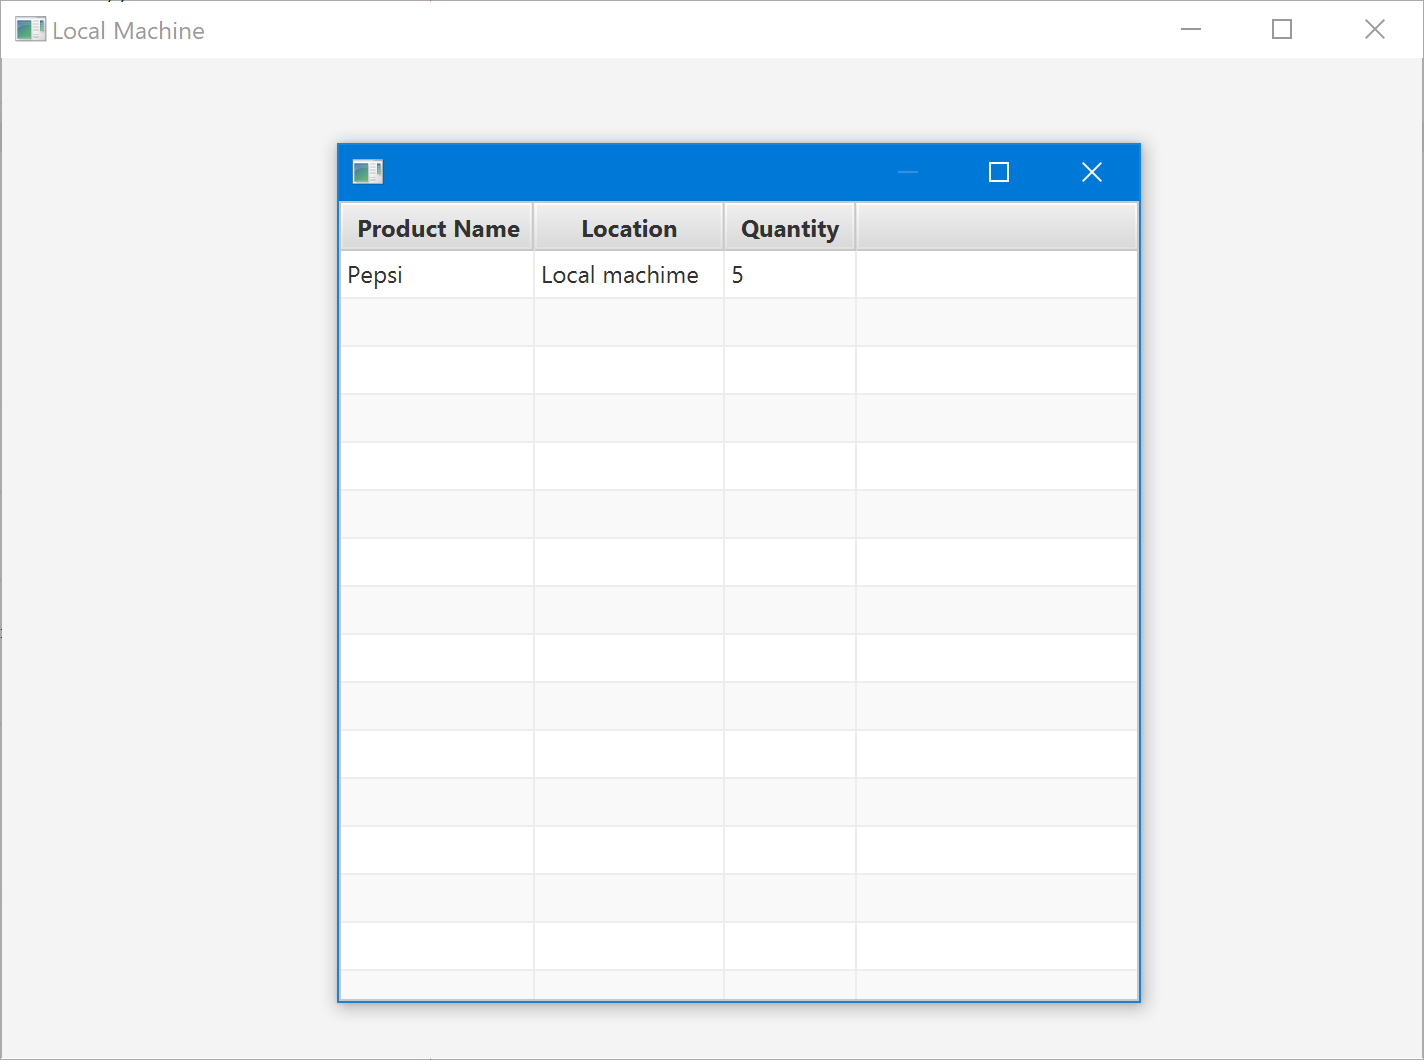 Local Machine
Product Name Location Quantity
Pepsi Local machime 5